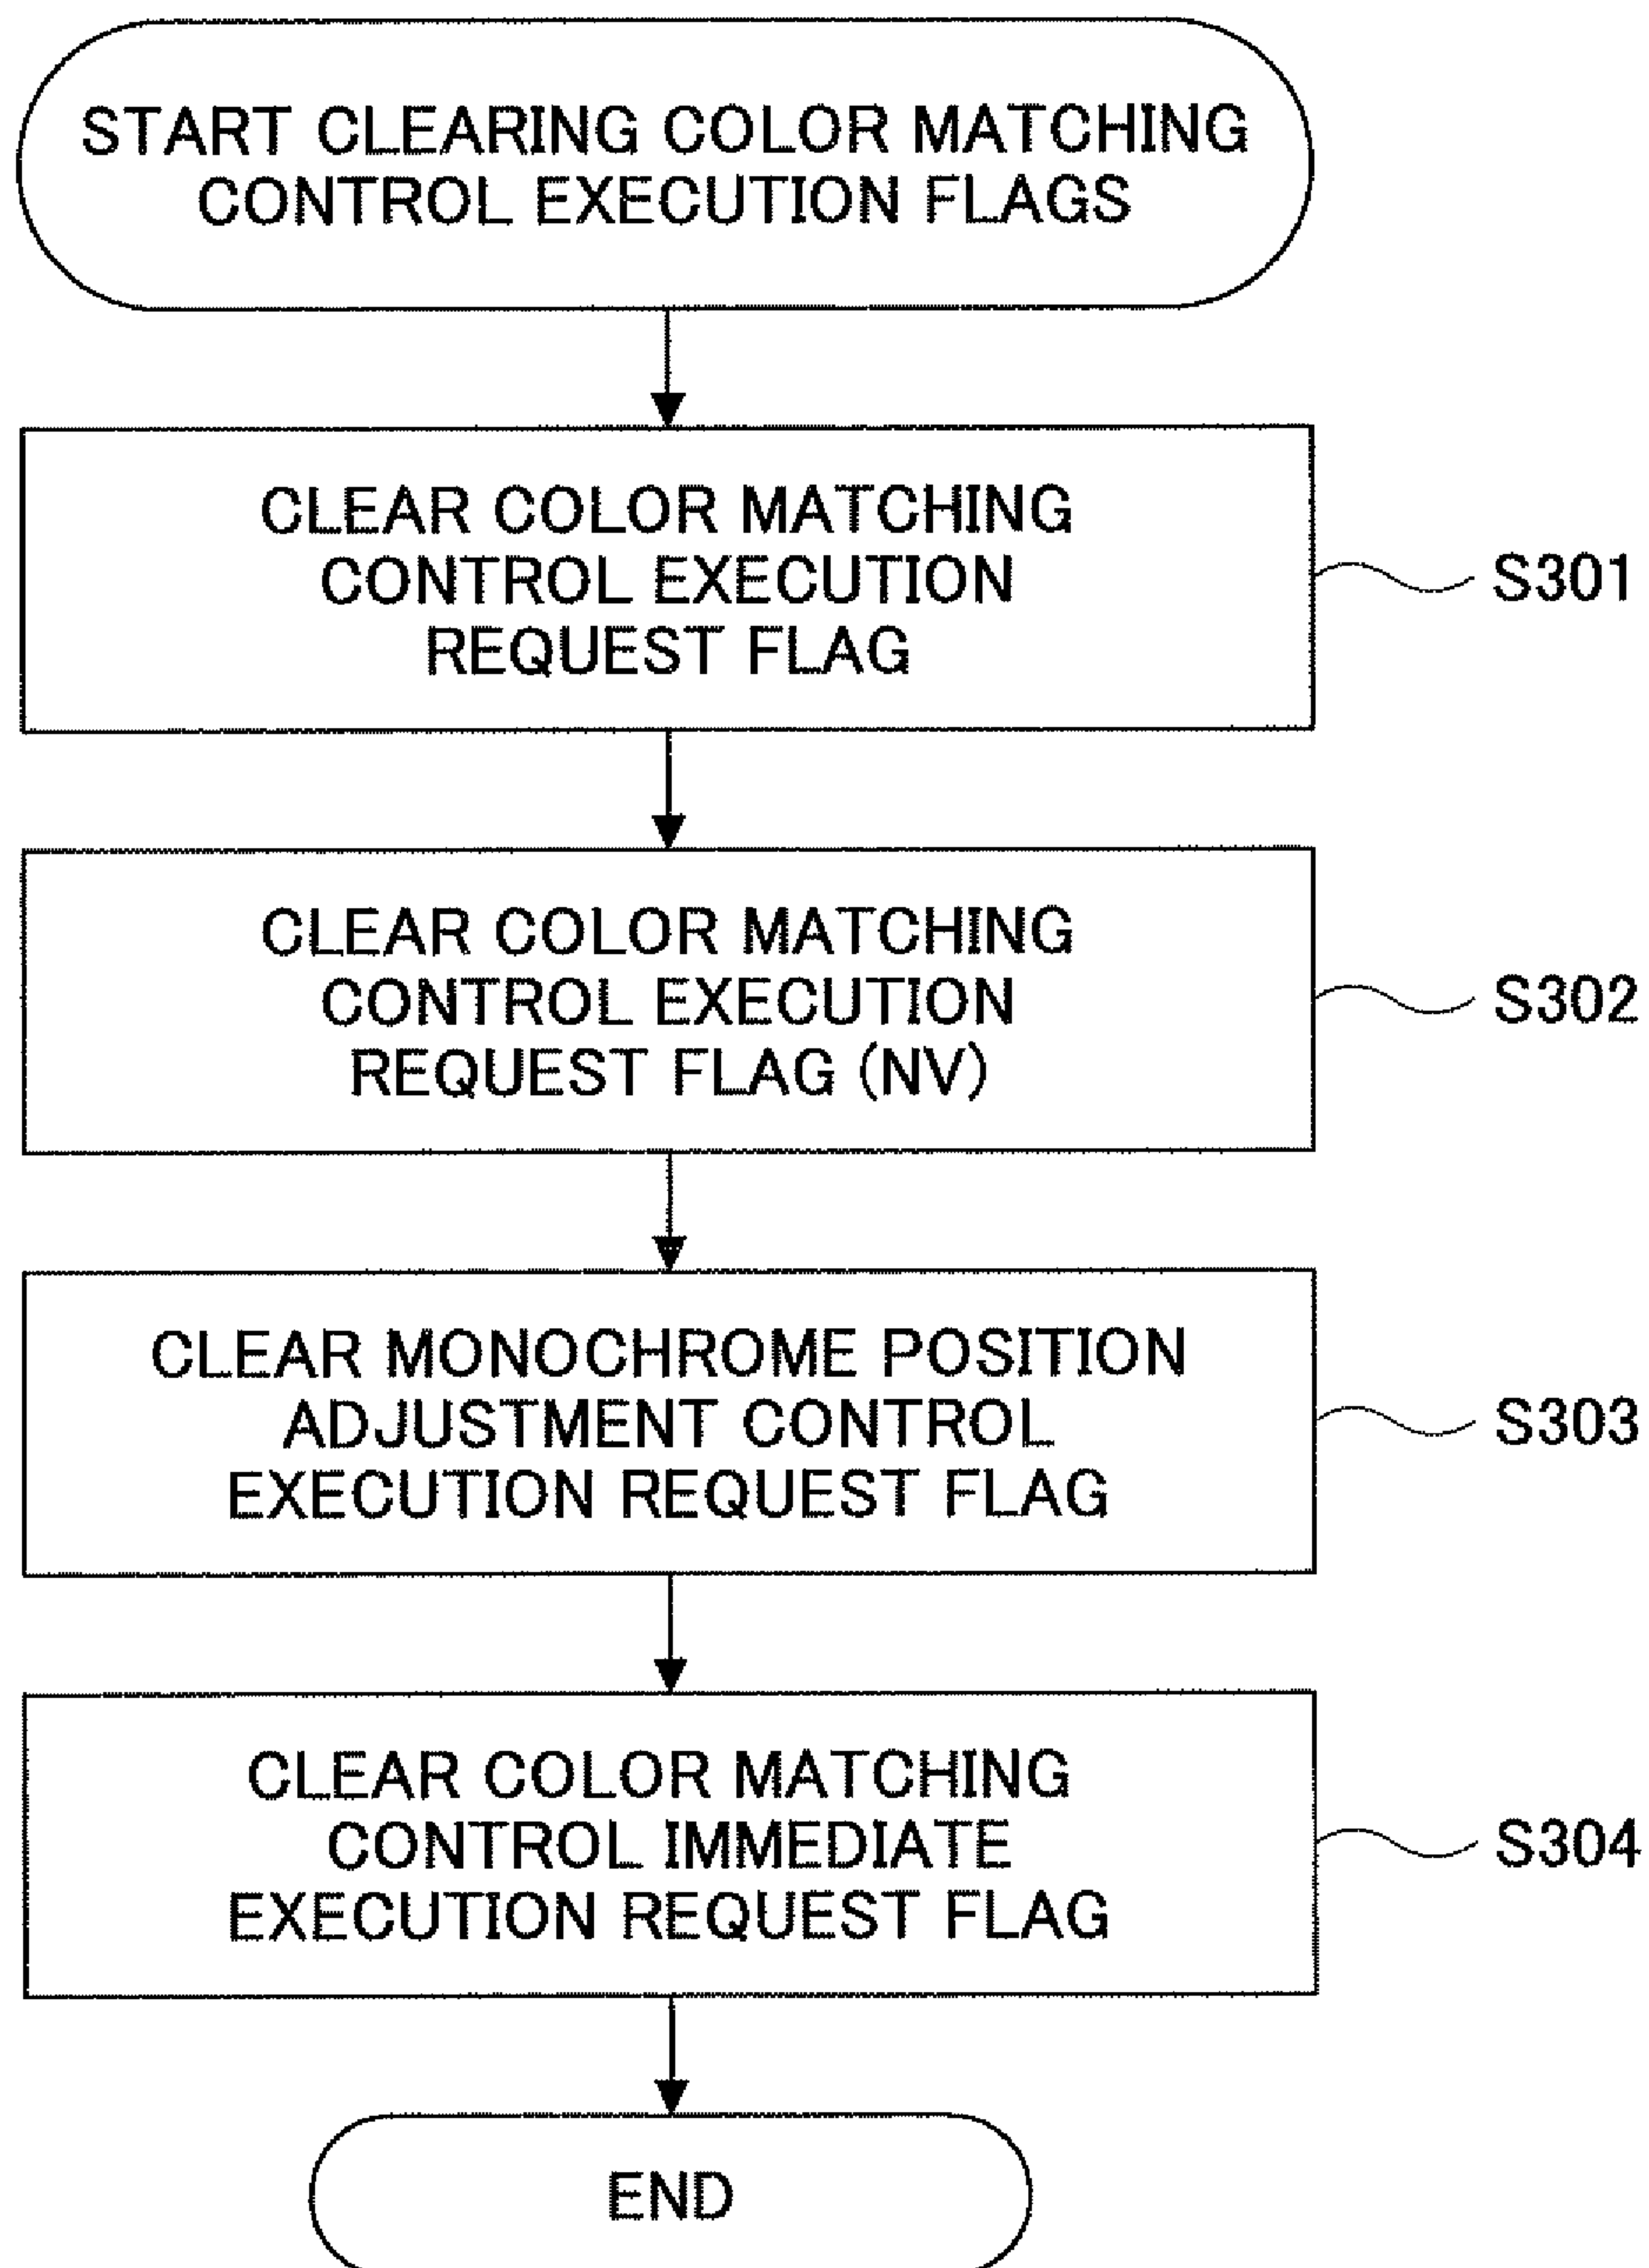 START CLEARING COLOR MATCHING
CONTROL EXECUTION FLAGS
CLEAR COLOR MATCHING
CONTROL EXECUTION
REQUEST FLAG
S301
CLEAR COLOR MATCHING
CONTROL EXECUTION
REQUEST FLAG (NV)
S302
CLEAR MONOCHROME POSITION
ADJUSTMENT CONTROL
EXECUTION REQUEST FLAG
S303
CLEAR COLOR MATCHING
CONTROL IMMEDIATE
EXECUTION REQUEST FLAG
S304
END